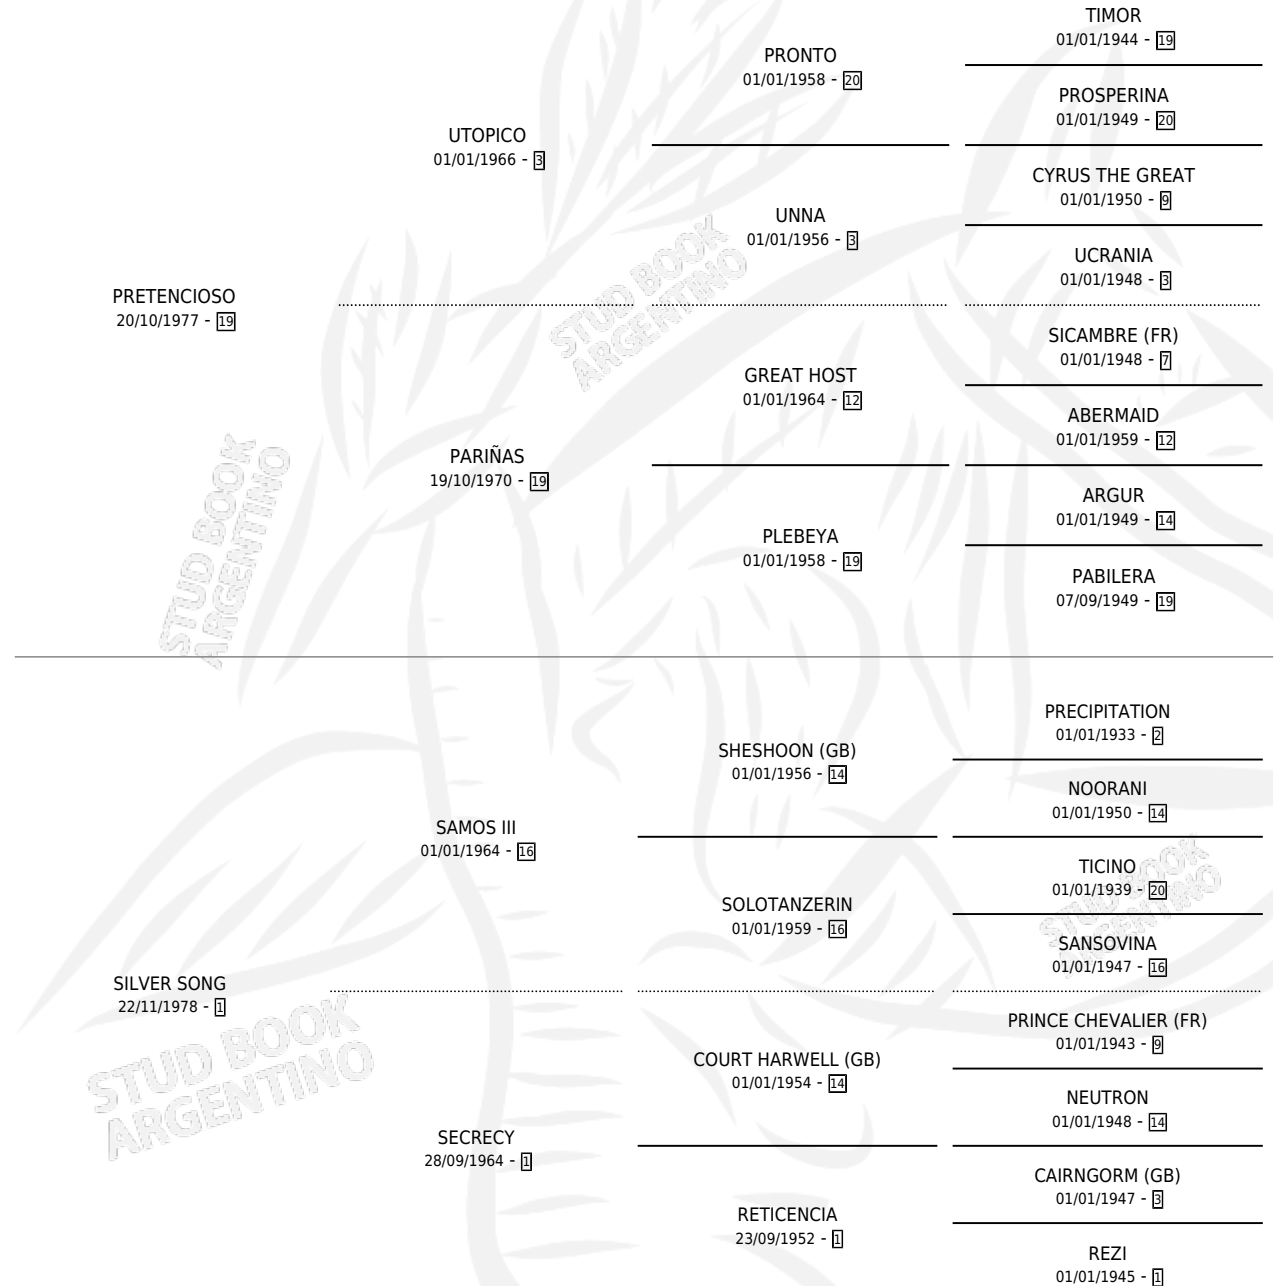 TIMOR
01/01/1944 - 19
PRONTO
01/01/1958 - 20
PROSPERINA
01/01/1949 - 20
UTOPICO
01/01/1966 - 3
CYRUS THE GREAT
01/01/1950 - 9
UNNA
01/01/1956 - 3
UCRANIA
01/01/1948 - 3
PRETENCIOSO
20/10/1977 - 19
SICAMBRE (FR)
01/01/1948 - 7
GREAT HOST
01/01/1964 - 12
ABERMAID
01/01/1959 - 12
PARIÑAS
19/10/1970 - 19
ARGUR
01/01/1949 - 14
PLEBEYA
01/01/1958 - 19
PABILERA
07/09/1949 - 19
PRECIPITATION
01/01/1933 - 2
SHESHOON (GB)
01/01/1956 - 14
NOORANI
01/01/1950 - 14
SAMOS III
01/01/1964 - 16
TICINO
01/01/1939 - 20
SOLOTANZERIN
01/01/1959 - 16
SANSOVINA
01/01/1947 - 16
SILVER SONG
22/11/1978 - 1
PRINCE CHEVALIER (FR)
01/01/1943 - 9
COURT HARWELL (GB)
01/01/1954 - 14
NEUTRON
01/01/1948 - 14
SECRECY
28/09/1964 - 1
CAIRNGORM (GB)
01/01/1947 - 3
RETICENCIA
23/09/1952 - 1
REZI
01/01/1945 - 1
STUD BOOK
ARGENTINO
STUD BOOK
ARGENTINO
STUD BOOK
ARGENTINO
STUD BOOK
ARGENTINO